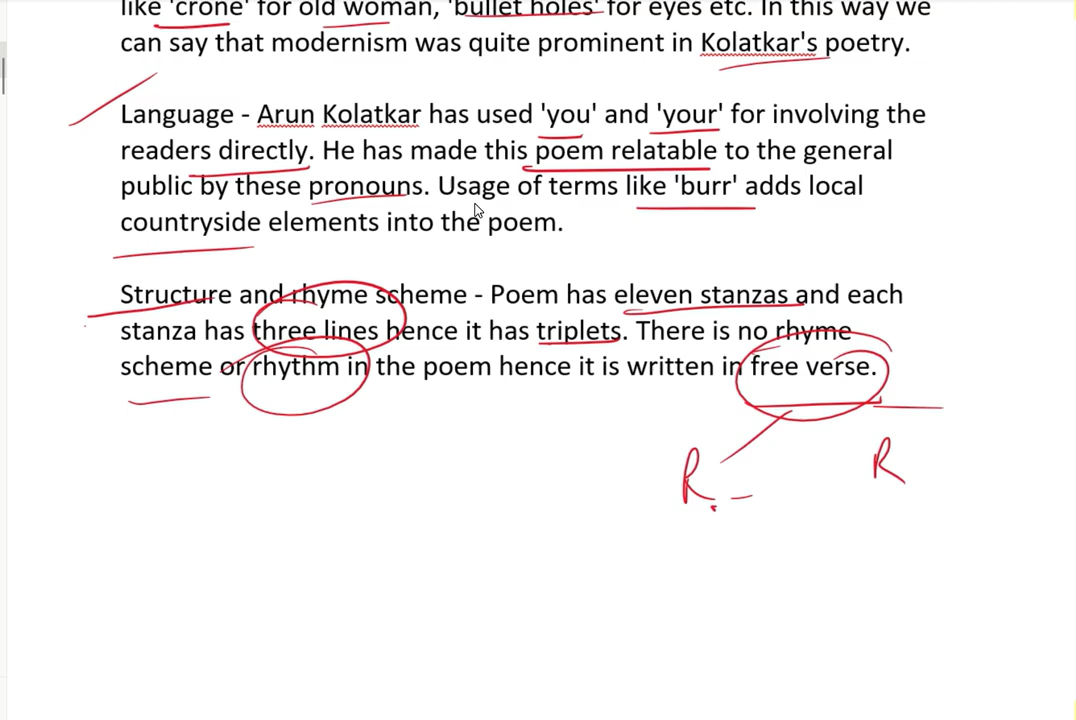 like 'crone' for old woman, 'bullet holes' for eyes etc. In this way we
can say that modernism was quite prominent in Kolatkar's poetry.
Language - Arun Kolatkar has used 'you' and 'your' for involving the
readers directly. He has made this poem relatable to the general
public by these pronouns. Usage of terms like 'burr' adds local
countryside elements into the poem.
Structure and rhyme scheme - Poem has eleven stanzas and each
stanza has three lines hence it has triplets. There is no rhyme
scheme or rhythm in the poem hence it is written in free verse.
R R